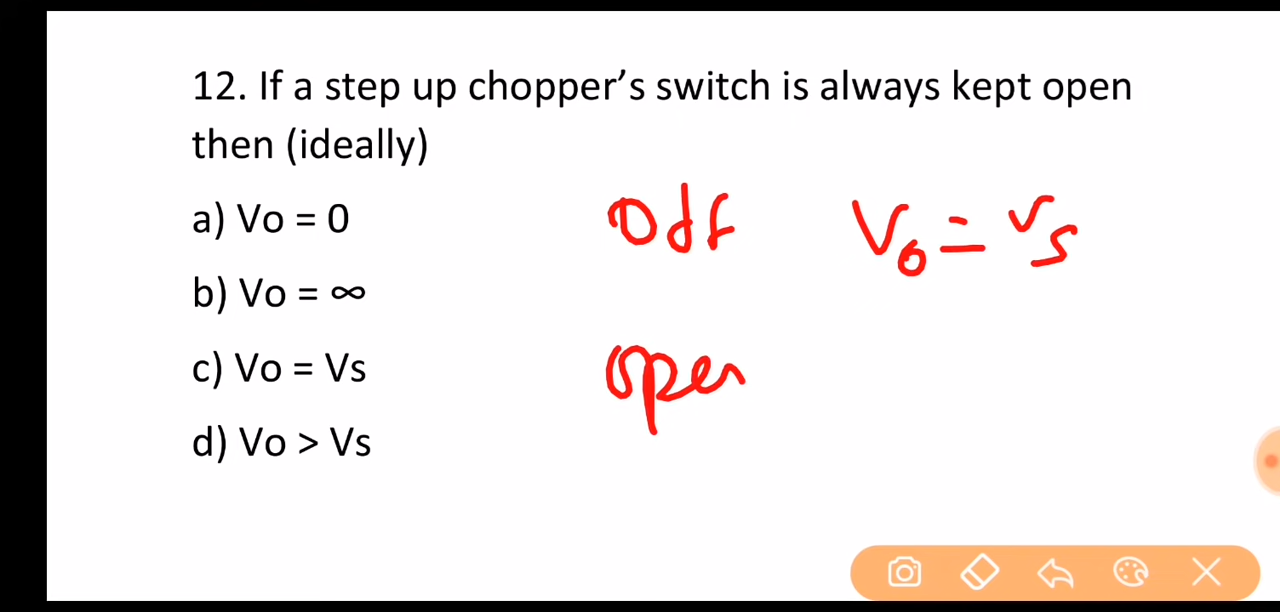 12. If a step up chopper’s switch is always kept open
then (ideally)
a) Vo = 0
off Vo = Vs
b) Vo = ∞
c) Vo = Vs
open
d) Vo > Vs